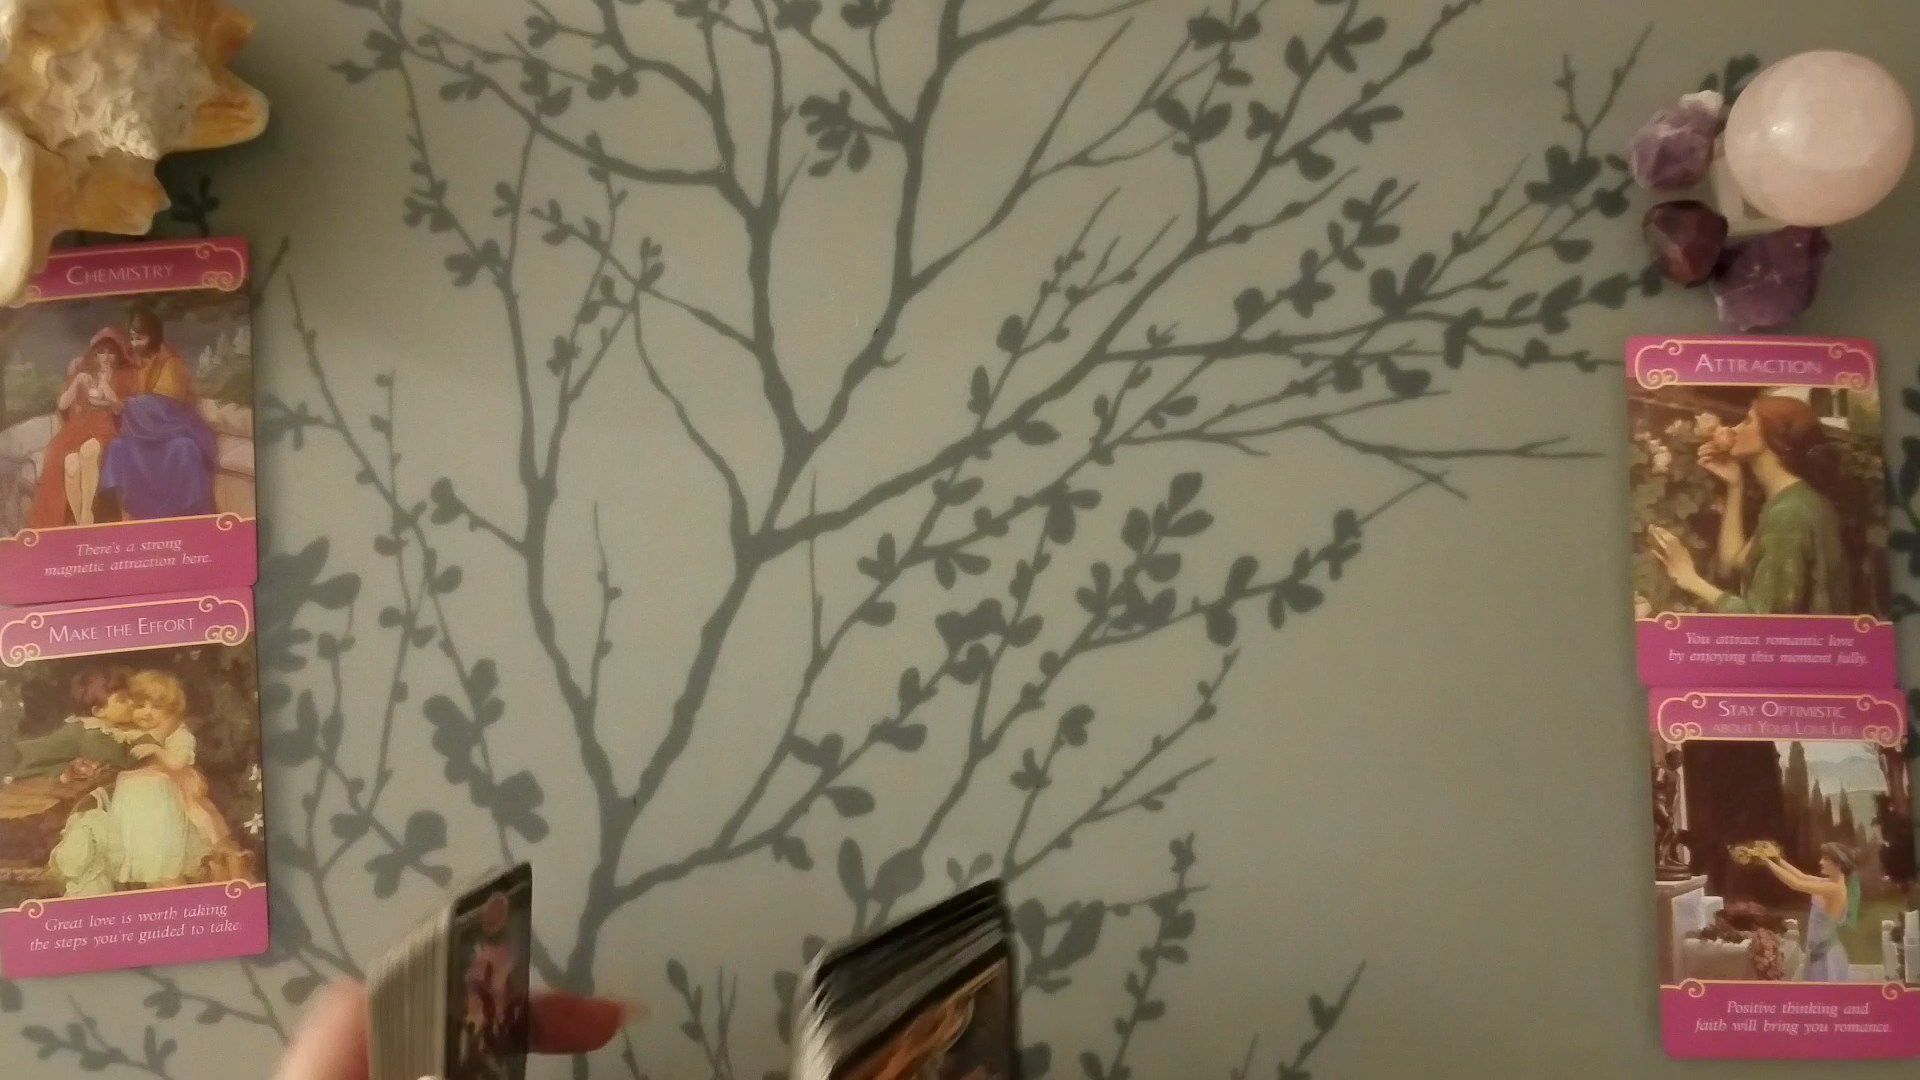 CHEMISTRY
There's a strong
magnetic attraction here.
MAKE THE EFFORT
Great love is worth taking
the steps you're guided to take.
ATTRACTION
You attract romantic love
by enjoying this moment fully.
STAY OPTIMISTIC
ABOUT YOUR LOVE LIFE
Positive thinking and
faith will bring you romance.